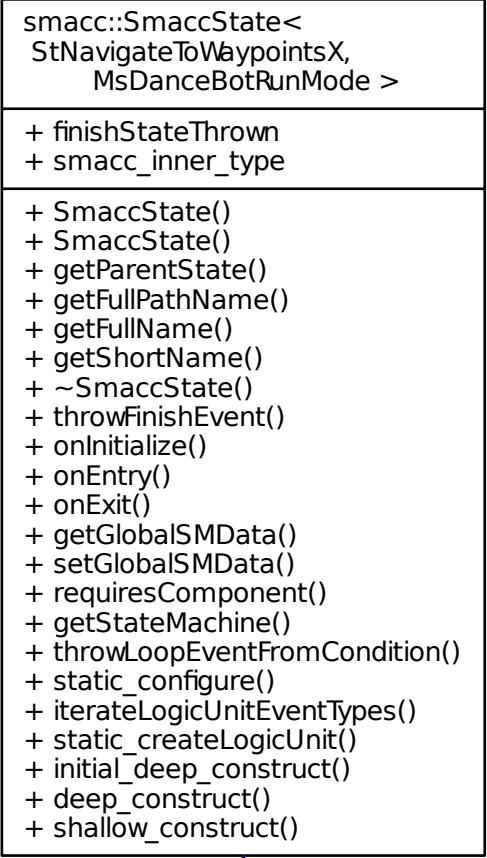 smacc::SmaccState<
StNavigateToWaypointsX,
MsDanceBotRunMode >
+ finishStateThrown
+ smacc_inner_type
+ SmaccState()
+ SmaccState()
+ getParentState()
+ getFullPathName()
+ getFullName()
+ getShortName()
+ ~SmaccState()
+ throwFinishEvent()
+ onInitialize()
+ onEntry()
+ onExit()
+ getGlobalSMData()
+ setGlobalSMData()
+ requiresComponent()
+ getStateMachine()
+ throwLoopEventFromCondition()
+ static_configure()
+ iterateLogicUnitEventTypes()
+ static_createLogicUnit()
+ initial_deep_construct()
+ deep_construct()
+ shallow_construct()